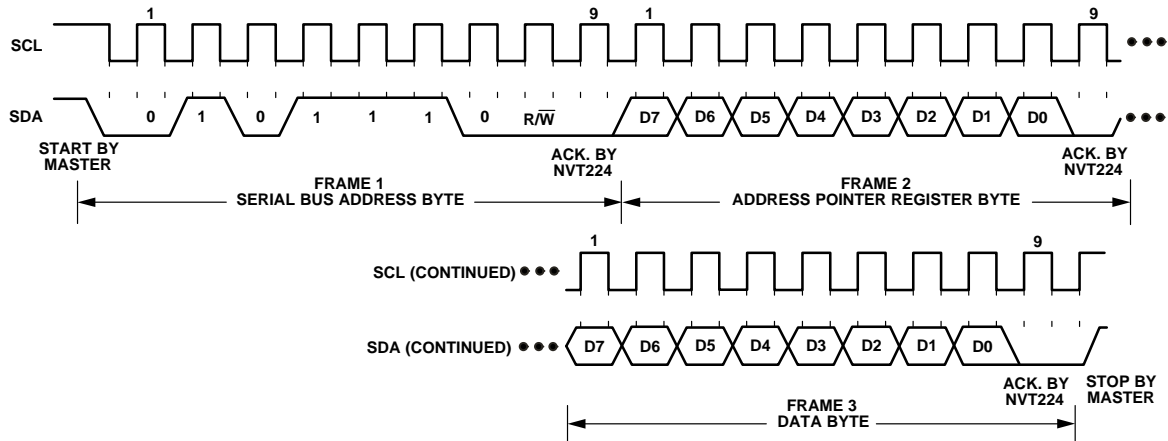 1 9 1 9
SCL
SDA
0 1 0 1 1 1 0 R/W̅ D7 D6 D5 D4 D3 D2 D1 D0
START BY
MASTER
ACK. BY
NVT224
ACK. BY
NVT224
FRAME 1
SERIAL BUS ADDRESS BYTE
FRAME 2
ADDRESS POINTER REGISTER BYTE
1 9
SCL (CONTINUED)
SDA (CONTINUED)
D7 D6 D5 D4 D3 D2 D1 D0
ACK. BY
NVT224
STOP BY
MASTER
FRAME 3
DATA BYTE